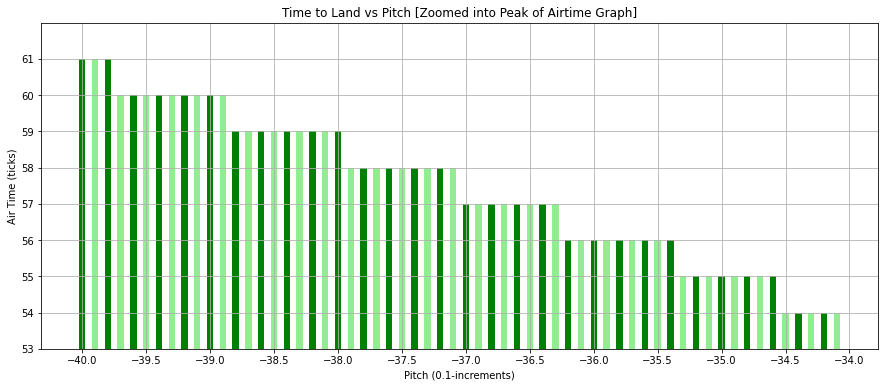 Time to Land vs Pitch [Zoomed into Peak of Airtime Graph]
Air Time (ticks)
61
60
59
58
57
56
55
54
53
−40.0 −39.5 −39.0 −38.5 −38.0 −37.5 −37.0 −36.5 −36.0 −35.5 −35.0 −34.5 −34.0
Pitch (0.1-increments)